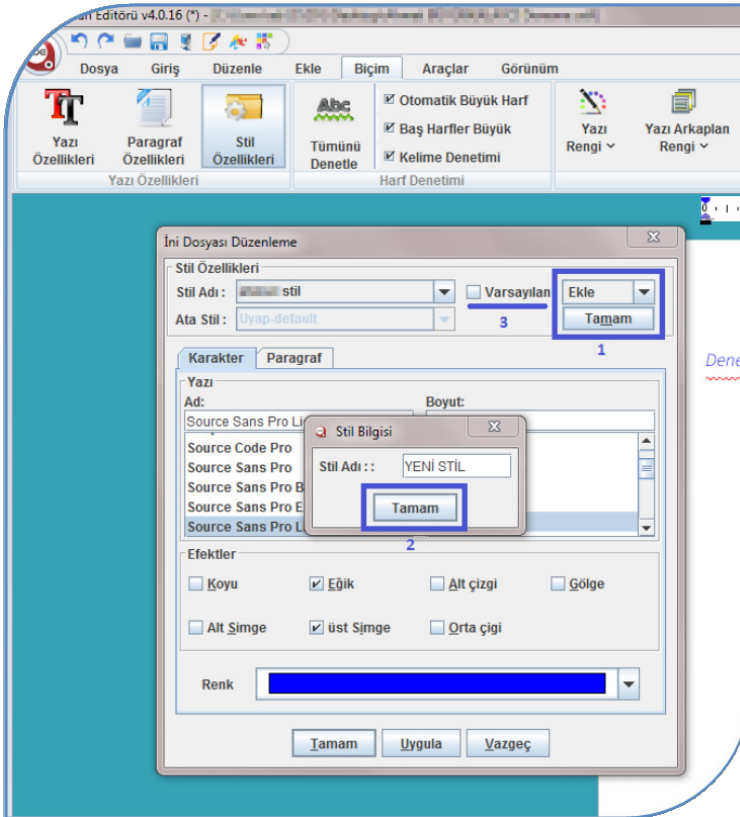 an Editörü v4.0.16 (*) -
Dosya Giriş Düzenle Ekle Biçim Araçlar Görünüm
Yazı Özellikleri
Paragraf Özellikleri
Stil Özellikleri
Yazı Özellikleri
Abc
Tümünü Denetle
Otomatik Büyük Harf
Baş Harfler Büyük
Kelime Denetimi
Harf Denetimi
Yazı Rengi
Yazı Arkaplan Rengi
0
İni Dosyası Düzenleme
Stil Özellikleri
Stil Adı : stil Varsayılan Ekle
Ata Stil : Uyap-default 3 Tamam
1
Karakter Paragraf
Dene
Yazı
Ad: Boyut:
Source Sans Pro Li
Source Code Pro
Source Sans Pro
Source Sans Pro B
Source Sans Pro E
Source Sans Pro L
Stil Bilgisi
Stil Adı : : YENİ STİL
Tamam
2
Efektler
Koyu Eğik Alt çizgi Gölge
Alt Simge üst Simge Orta çigi
Renk
Tamam Uygula Vazgeç